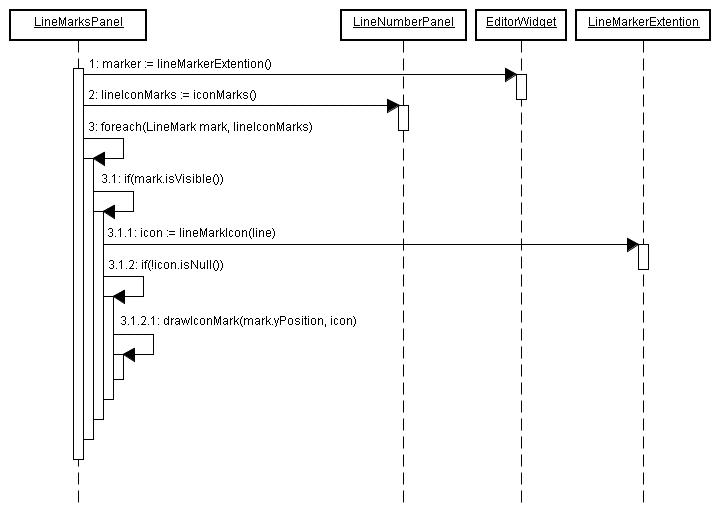 LineMarksPanel
LineNumberPanel
EditorWidget
LineMarkerExtention
1: marker := lineMarkerExtention()
2: lineIconMarks := iconMarks()
3: foreach(LineMark mark, lineIconMarks)
3.1: if(mark.isVisible())
3.1.1: icon := lineMarkIcon(line)
3.1.2: if(!icon.isNull())
3.1.2.1: drawIconMark(mark.yPosition, icon)